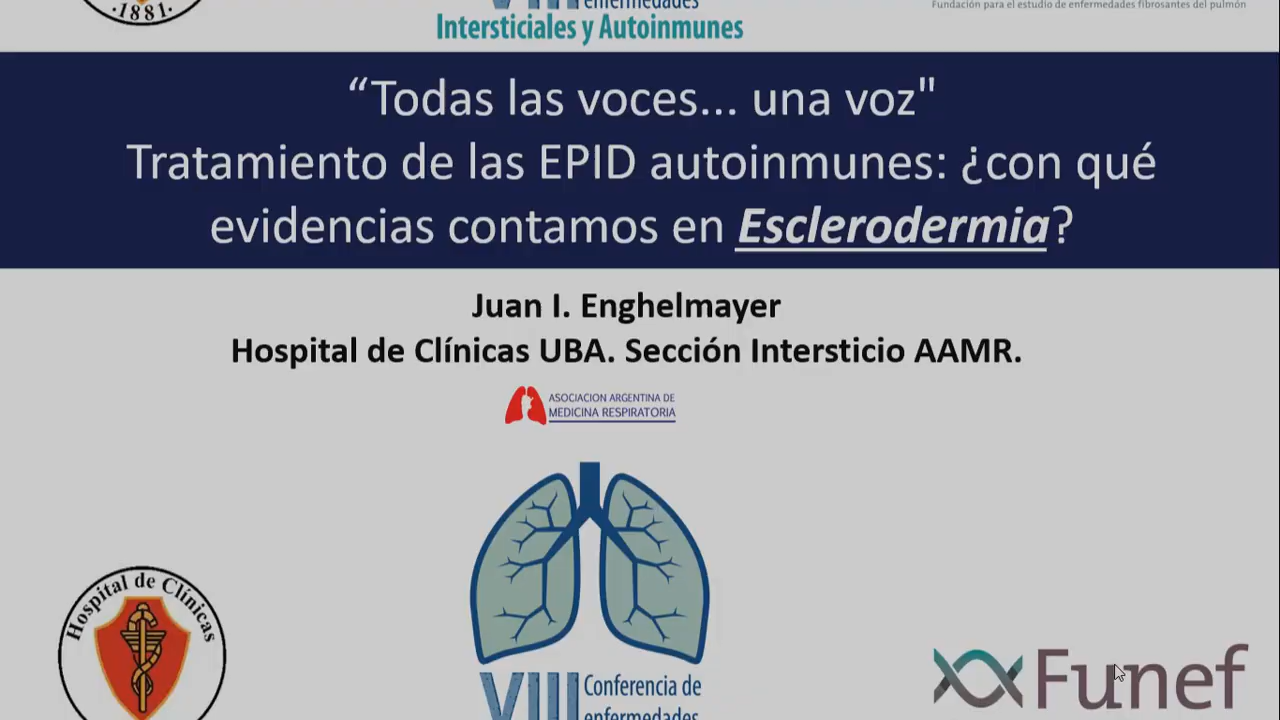 ·1881·
VIII enfermedades
Intersticiales y Autoinmunes
Fundación para el estudio de enfermedades fibrosantes del pulmón
“Todas las voces... una voz"
Tratamiento de las EPID autoinmunes: ¿con qué
evidencias contamos en Esclerodermia?
Juan I. Enghelmayer
Hospital de Clínicas UBA. Sección Intersticio AAMR.
ASOCIACION ARGENTINA DE
MEDICINA RESPIRATORIA
Hospital de Clínicas
VIII Conferencia de
enfermedades
Funef